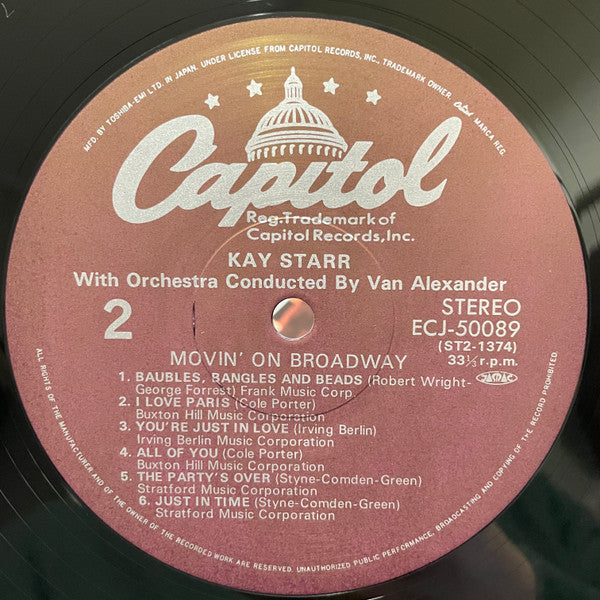 MFD. BY TOSHIBA-EMI LTD. IN JAPAN. UNDER LICENSE FROM CAPITOL RECORDS, INC., TRADEMARK OWNER. Capitol MARCA REG.
Capitol
Reg.Trademark of
Capitol Records,Inc.
KAY STARR
With Orchestra Conducted By Van Alexander
2
STEREO
ECJ-50089
(ST2-1374)
33⅓ r.p.m.
MOVIN' ON BROADWAY
1. BAUBLES, BANGLES AND BEADS (Robert Wright-
George Forrest) Frank Music Corp.
2. I LOVE PARIS (Cole Porter)
Buxton Hill Music Corporation
3. YOU'RE JUST IN LOVE (Irving Berlin)
Irving Berlin Music Corporation
4. ALL OF YOU (Cole Porter)
Buxton Hill Music Corporation
5. THE PARTY'S OVER (Styne-Comden-Green)
Stratford Music Corporation
6. JUST IN TIME (Styne-Comden-Green)
Stratford Music Corporation
JASRAC
ALL RIGHTS OF THE MANUFACTURER AND OF THE OWNER OF THE RECORDED WORK ARE RESERVED. UNAUTHORIZED PUBLIC PERFORMANCE, BROADCASTING AND COPYING OF THE RECORD PROHIBITED.